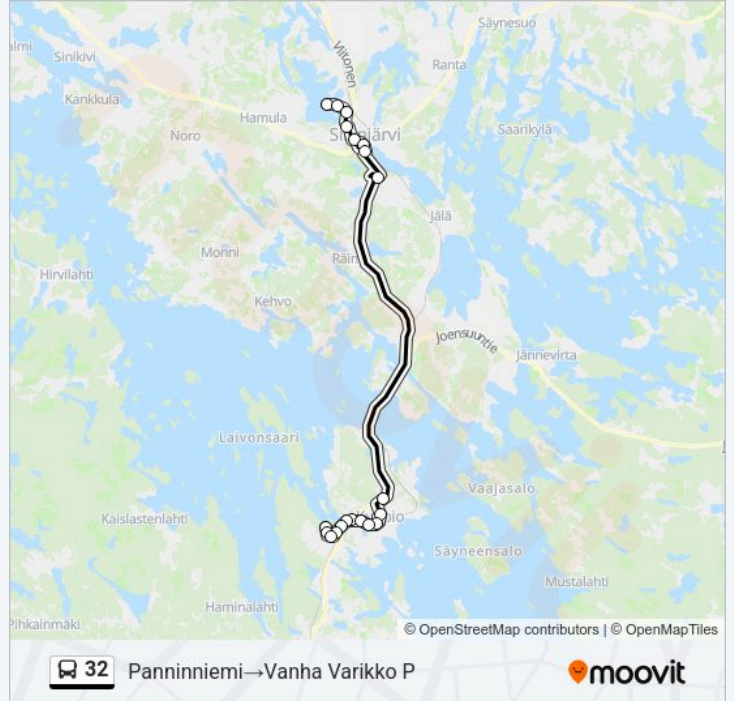 Säynesuo
Viitonen
Sinikivi
Ranta
Kankkula
Hamula
Saarikylä
Noro
Jälä
Monni
Hirvilahti
Kehvo
Joensuuntie
Jännevirta
Laivonsaari
Vaajasalo
Kaislastenlahti
Säyneensalo
Mustalahti
Haminalahti
Pihkainmäki
© OpenStreetMap contributors | © OpenMapTiles
32 Panninniemi→Vanha Varikko P
moovit